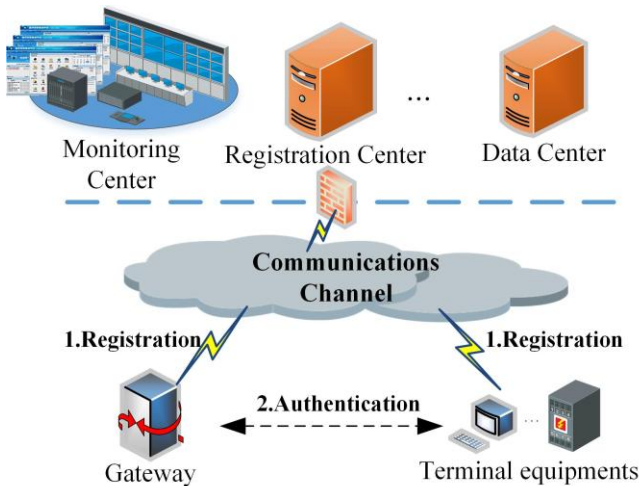 Monitoring
Center
Registration Center
...
Data Center
Communications
Channel
1.Registration
1.Registration
2.Authentication
...
Gateway
Terminal equipments